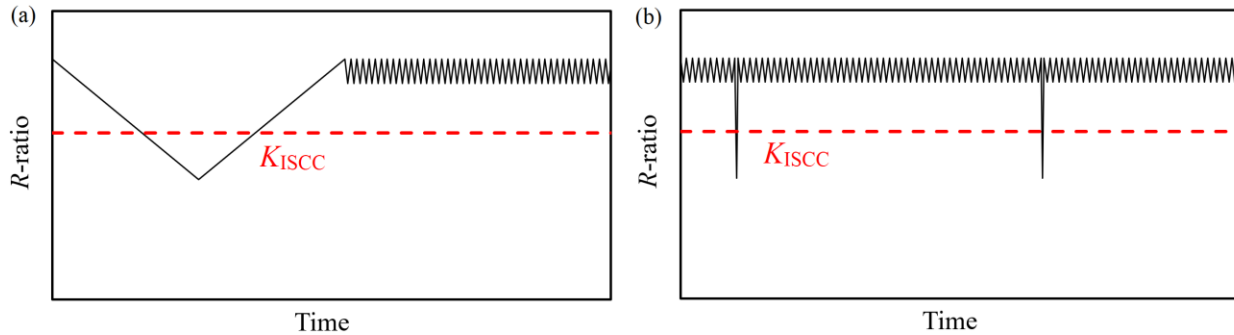 (a)
R-ratio
KISCC
Time
(b)
R-ratio
KISCC
Time